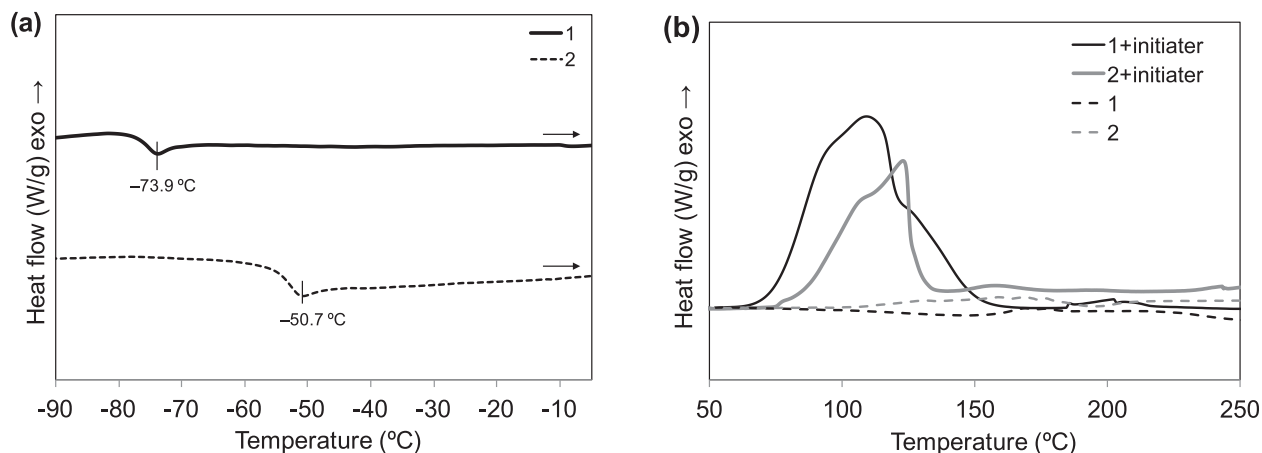 (a)
1
2
Heat flow (W/g) exo →
–73.9 ºC
–50.7 ºC
-90 -80 -70 -60 -50 -40 -30 -20 -10
Temperature (ºC)
(b)
1+initiater
2+initiater
1
2
Heat flow (W/g) exo →
50 100 150 200 250
Temperature (ºC)